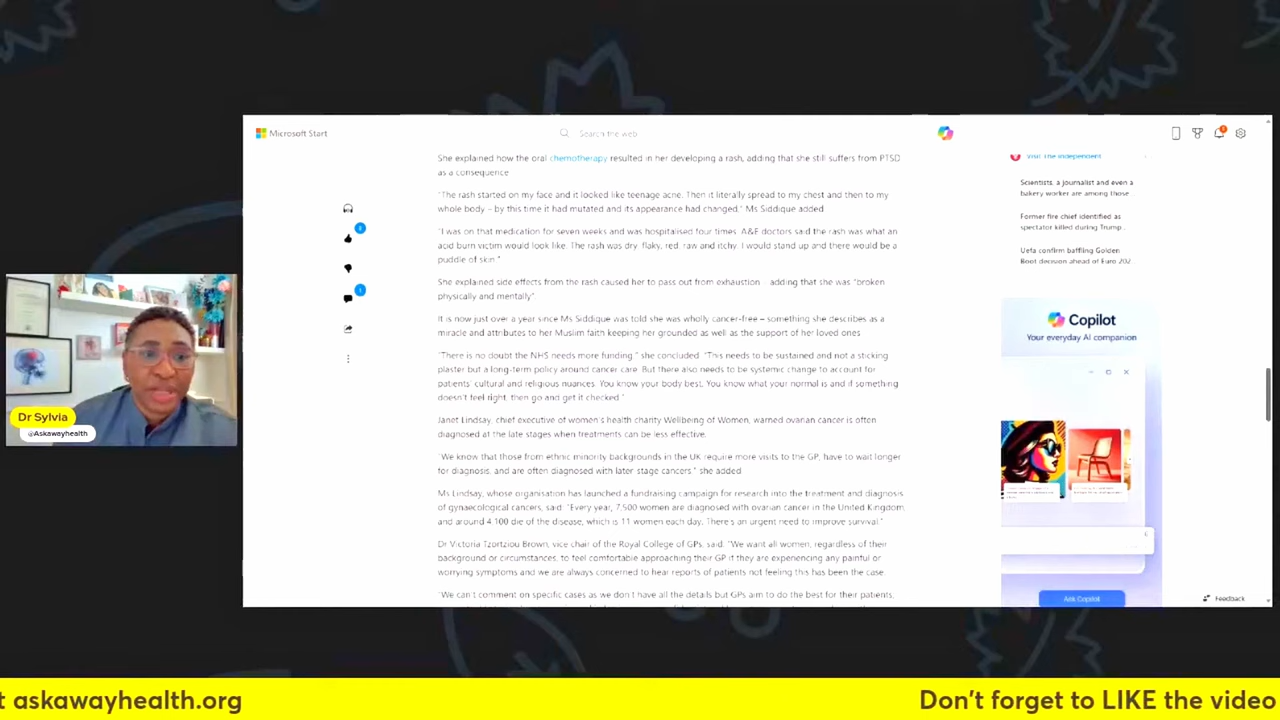 Microsoft Start
Search the web
1
She explained how the oral chemotherapy resulted in her developing a rash, adding that she still suffers from PTSD
as a consequence
"The rash started on my face and it looked like teenage acne. Then it literally spread to my chest and then to my
whole body – by this time it had mutated and its appearance had changed," Ms Siddique added
"I was on that medication for seven weeks and was hospitalised four times. A&E doctors said the rash was what an
acid burn victim would look like. The rash was dry, flaky, red, raw and itchy. I would stand up and there would be a
puddle of skin."
She explained side effects from the rash caused her to pass out from exhaustion – adding that she was "broken
physically and mentally"
It is now just over a year since Ms Siddique was told she was wholly cancer-free – something she describes as a
miracle and attributes to her Muslim faith keeping her grounded as well as the support of her loved ones
"There is no doubt the NHS needs more funding," she concluded. "This needs to be sustained and not a sticking
plaster but a long-term policy around cancer care. But there also needs to be systemic change to account for
patients' cultural and religious nuances. You know your body best. You know what your normal is and if something
doesn't feel right, then go and get it checked."
Janet Lindsay, chief executive of women's health charity Wellbeing of Women, warned ovarian cancer is often
diagnosed at the late stages when treatments can be less effective.
"We know that those from ethnic minority backgrounds in the UK require more visits to the GP, have to wait longer
for diagnosis, and are often diagnosed with later stage cancers," she added
Ms Lindsay, whose organisation has launched a fundraising campaign for research into the treatment and diagnosis
of gynaecological cancers, said: "Every year, 7,500 women are diagnosed with ovarian cancer in the United Kingdom
and around 4,100 die of the disease, which is 11 women each day. There's an urgent need to improve survival."
Dr Victoria Tzortziou Brown, vice chair of the Royal College of GPs, said: "We want all women, regardless of their
background or circumstances, to feel comfortable approaching their GP if they are experiencing any painful or
worrying symptoms and we are always concerned to hear reports of patients not feeling this has been the case.
"We can't comment on specific cases as we don't have all the details but GPs aim to do the best for their patients,
Visit The Independent
Scientists, a journalist and even a
bakery worker are among those
Former fire chief identified as
spectator killed during Trump
Uefa confirm baffling Golden
Boot decision ahead of Euro 202
Copilot
Your everyday AI companion
Ask Copilot
Feedback
Dr Sylvia
@Askawayhealth
t askawayhealth.org
Don't forget to LIKE the video